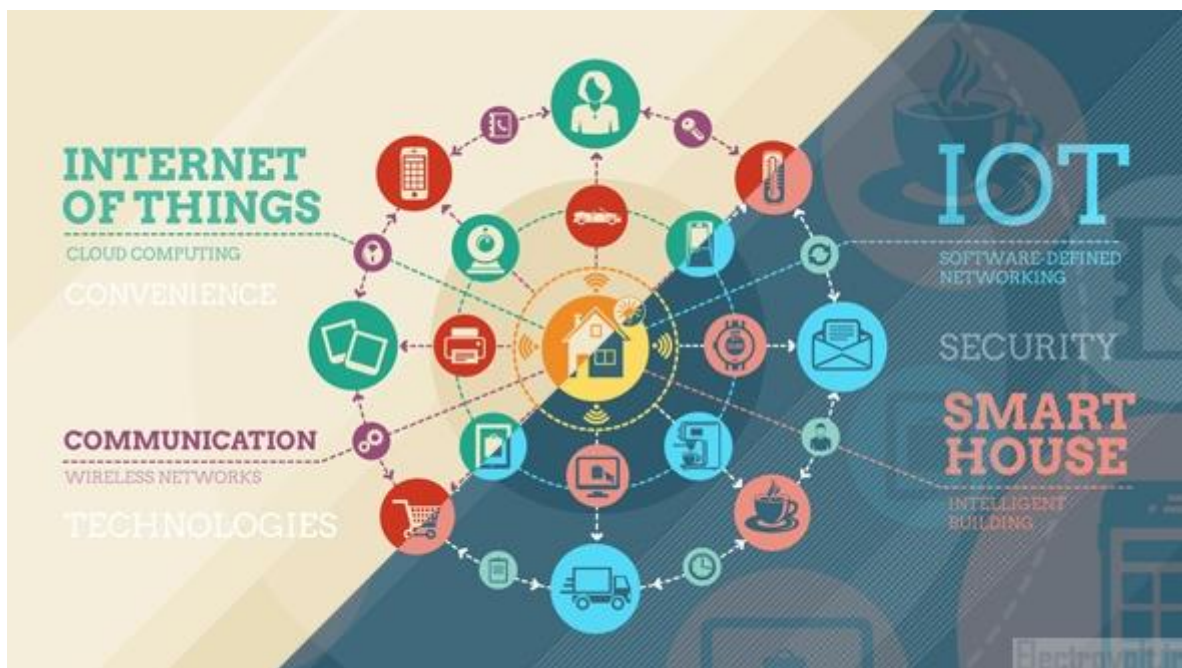 INTERNET
OF THINGS
CLOUD COMPUTING
CONVENIENCE
COMMUNICATION
WIRELESS NETWORKS
TECHNOLOGIES
IOT
SOFTWARE-DEFINED
NETWORKING
SECURITY
SMART
HOUSE
INTELLIGENT
BUILDING